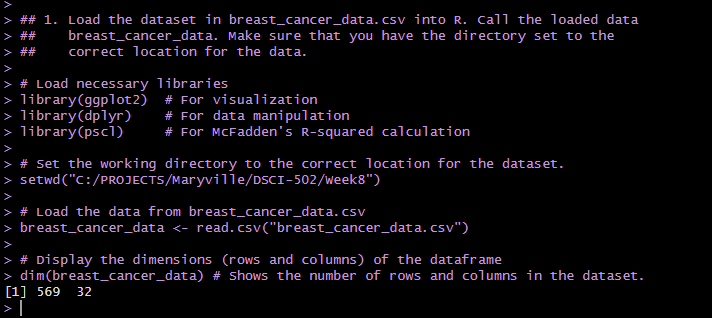 >
> ## 1. Load the dataset in breast_cancer_data.csv into R. Call the loaded data
> ##    breast_cancer_data. Make sure that you have the directory set to the
> ##    correct location for the data.
>
> # Load necessary libraries
> library(ggplot2)  # For visualization
> library(dplyr)    # For data manipulation
> library(pscl)     # For McFadden's R-squared calculation
>
> # Set the working directory to the correct location for the dataset.
> setwd("C:/PROJECTS/Maryville/DSCI-502/Week8")
>
> # Load the data from breast_cancer_data.csv
> breast_cancer_data <- read.csv("breast_cancer_data.csv")
>
> # Display the dimensions (rows and columns) of the dataframe
> dim(breast_cancer_data) # Shows the number of rows and columns in the dataset.
[1] 569  32
>